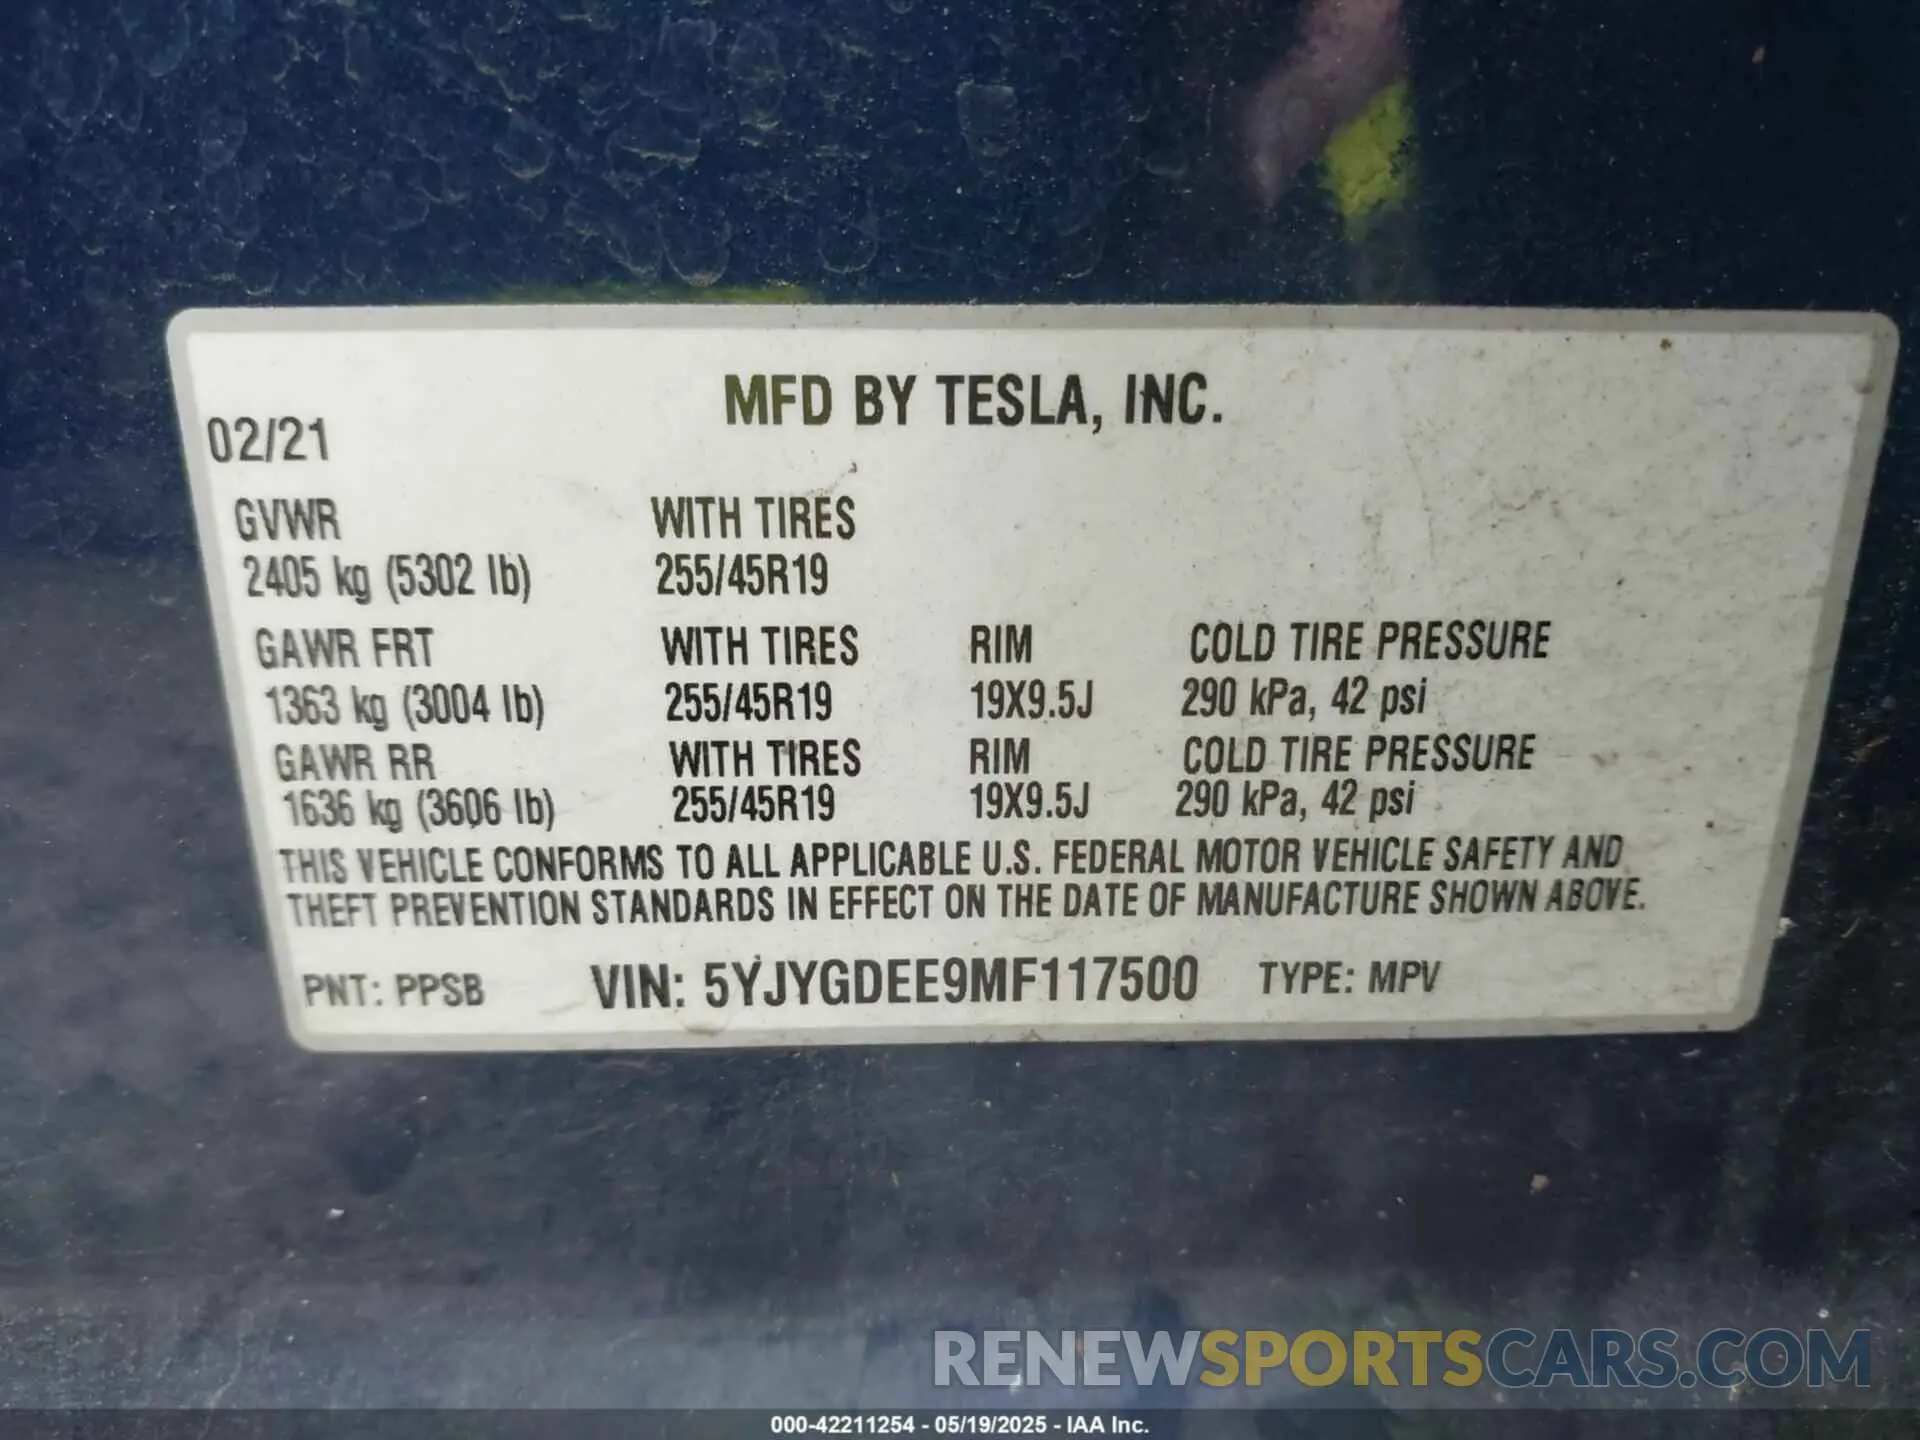 MFD BY TESLA, INC.
02/21
GVWR WITH TIRES
2405 kg (5302 lb) 255/45R19
GAWR FRT WITH TIRES RIM COLD TIRE PRESSURE
1363 kg (3004 lb) 255/45R19 19X9.5J 290 kPa, 42 psi
GAWR RR WITH TIRES RIM COLD TIRE PRESSURE
1636 kg (3606 lb) 255/45R19 19X9.5J 290 kPa, 42 psi
THIS VEHICLE CONFORMS TO ALL APPLICABLE U.S. FEDERAL MOTOR VEHICLE SAFETY AND
THEFT PREVENTION STANDARDS IN EFFECT ON THE DATE OF MANUFACTURE SHOWN ABOVE.
PNT: PPSB VIN: 5YJYGDEE9MF117500 TYPE: MPV
RENEWSPORTSCARS.COM
000-42211254 - 05/19/2025 - IAA Inc.